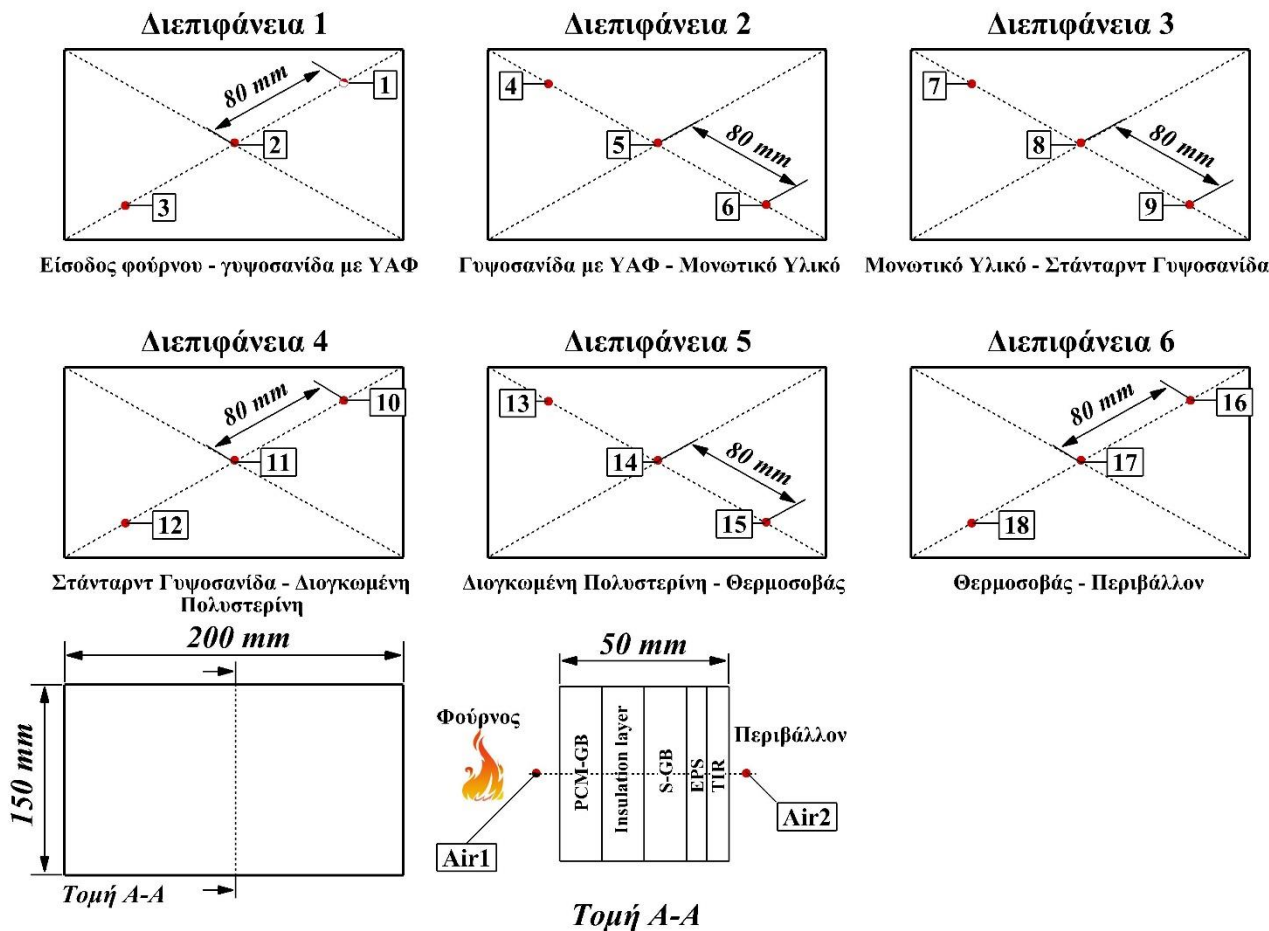 Διεπιφάνεια 1
Διεπιφάνεια 2
Διεπιφάνεια 3
80 mm
1
2
3
4
5
80 mm
6
7
8
80 mm
9
Είσοδος φούρνου - γυψοσανίδα με ΥΑΦ
Γυψοσανίδα με ΥΑΦ - Μονωτικό Υλικό
Μονωτικό Υλικό - Στάνταρντ Γυψοσανίδα
Διεπιφάνεια 4
Διεπιφάνεια 5
Διεπιφάνεια 6
80 mm
10
11
12
13
14
80 mm
15
80 mm
16
17
18
Στάνταρντ Γυψοσανίδα - Διογκωμένη
Πολυστερίνη
Διογκωμένη Πολυστερίνη - Θερμοσοβάς
Θερμοσοβάς - Περιβάλλον
200 mm
150 mm
Τομή Α-Α
50 mm
Φούρνος
PCM-GB
Insulation layer
S-GB
EPS
TIR
Περιβάλλον
Air1
Air2
Τομή Α-Α